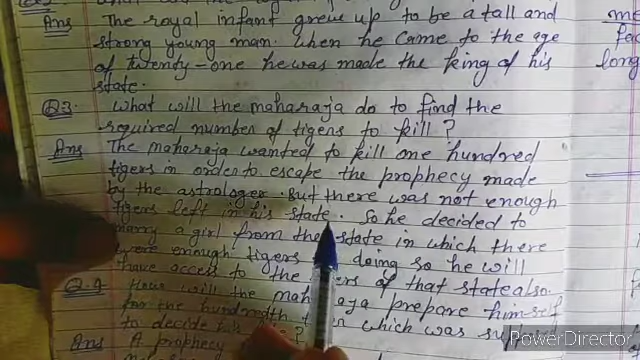 Ans The royal infant grew up to be a tall and
strong young man. When he came to the age
of twenty-one he was made the king of his
state.
Q3. What will the maharaja do to find the
required number of tigers to kill?
Ans The maharaja wanted to kill one hundred
tigers in order to escape the prophecy made
by the astrologer. But there was not enough
tigers left in his state. So he decided to
marry a girl from the state in which there
were enough tigers doing so he will
have access to the of that state also.
Q.4 How will the prepare himself
for the hundredth which was
to decide
Ans A prophecy
long
PowerDirector